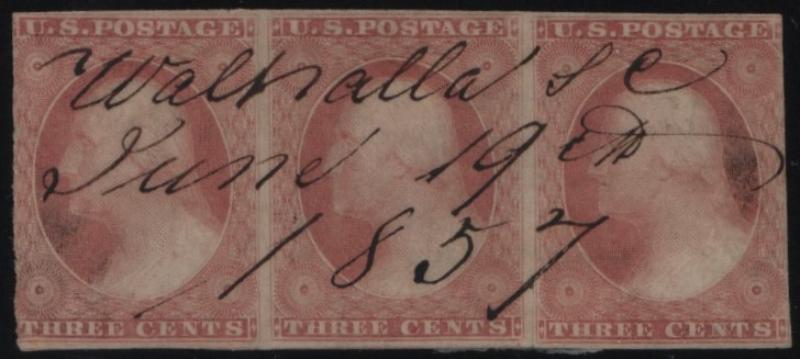 U.S. POSTAGE U.S. POSTAGE U.S. POSTAGE
Walhalla S C
June 19th
1857
THREE CENTS THREE CENTS THREE CENTS